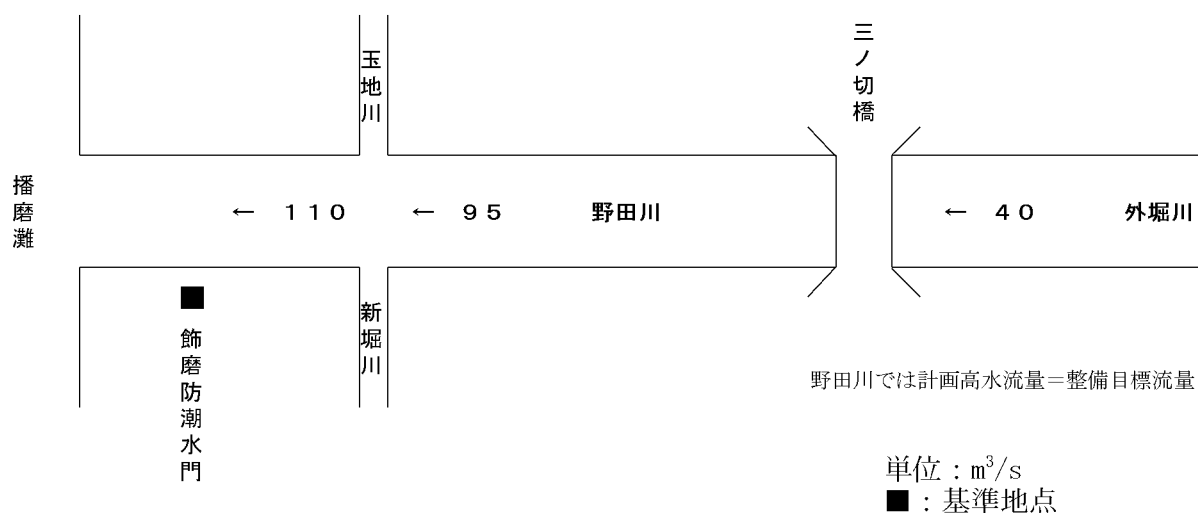 三ノ切橋
玉地川
播磨灘
← 110
← 95
野田川
← 40
外堀川
新堀川
飾磨防潮水門
野田川では計画高水流量=整備目標流量
単位:m³/s
■:基準地点